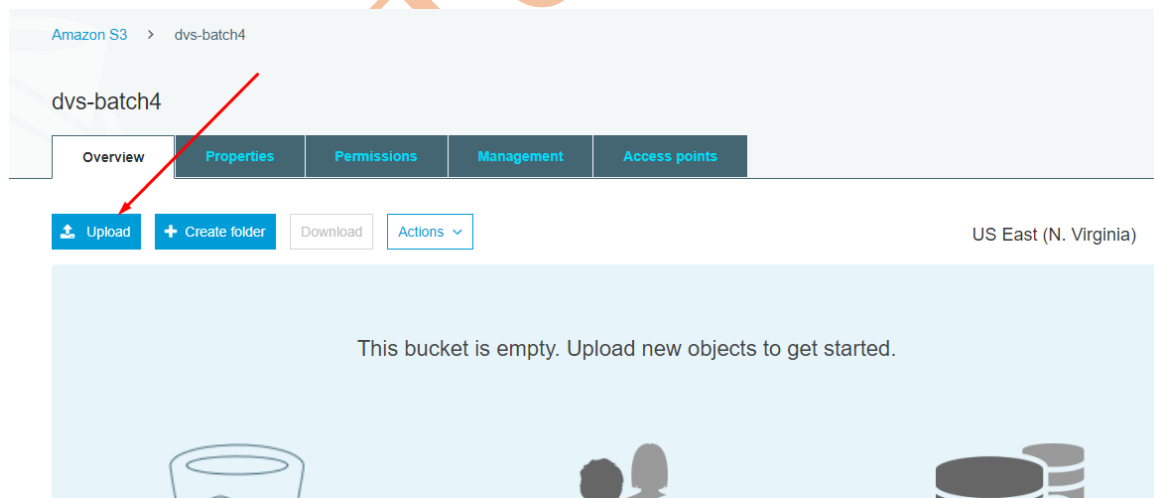 Amazon S3 > dvs-batch4
dvs-batch4
Overview Properties Permissions Management Access points
Upload + Create folder Download Actions
US East (N. Virginia)
This bucket is empty. Upload new objects to get started.